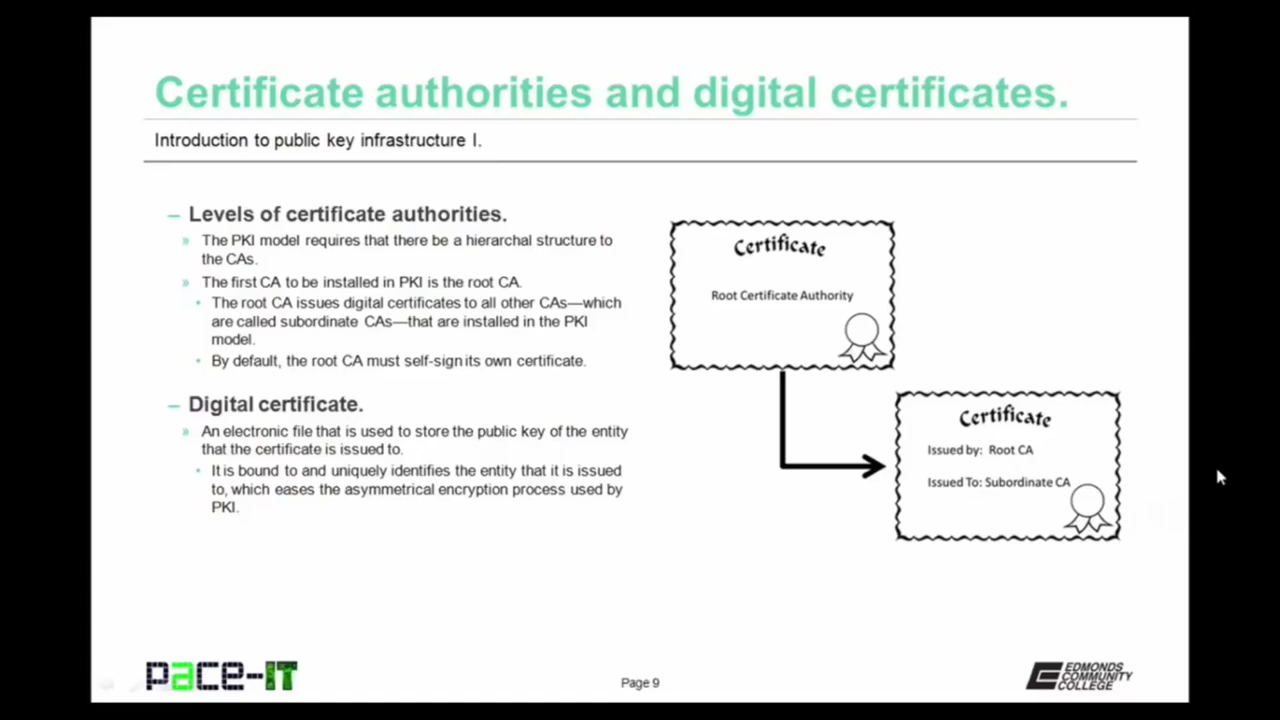 Certificate authorities and digital certificates.
Introduction to public key infrastructure I.
– Levels of certificate authorities.
» The PKI model requires that there be a hierarchal structure to
the CAs.
» The first CA to be installed in PKI is the root CA.
• The root CA issues digital certificates to all other CAs—which
are called subordinate CAs—that are installed in the PKI
model.
• By default, the root CA must self-sign its own certificate.
– Digital certificate.
» An electronic file that is used to store the public key of the entity
that the certificate is issued to.
• It is bound to and uniquely identifies the entity that it is issued
to, which eases the asymmetrical encryption process used by
PKI.
Certificate
Root Certificate Authority
Certificate
Issued by: Root CA
Issued To: Subordinate CA
pace-IT
Page 9
EDMONDS
COMMUNITY
COLLEGE